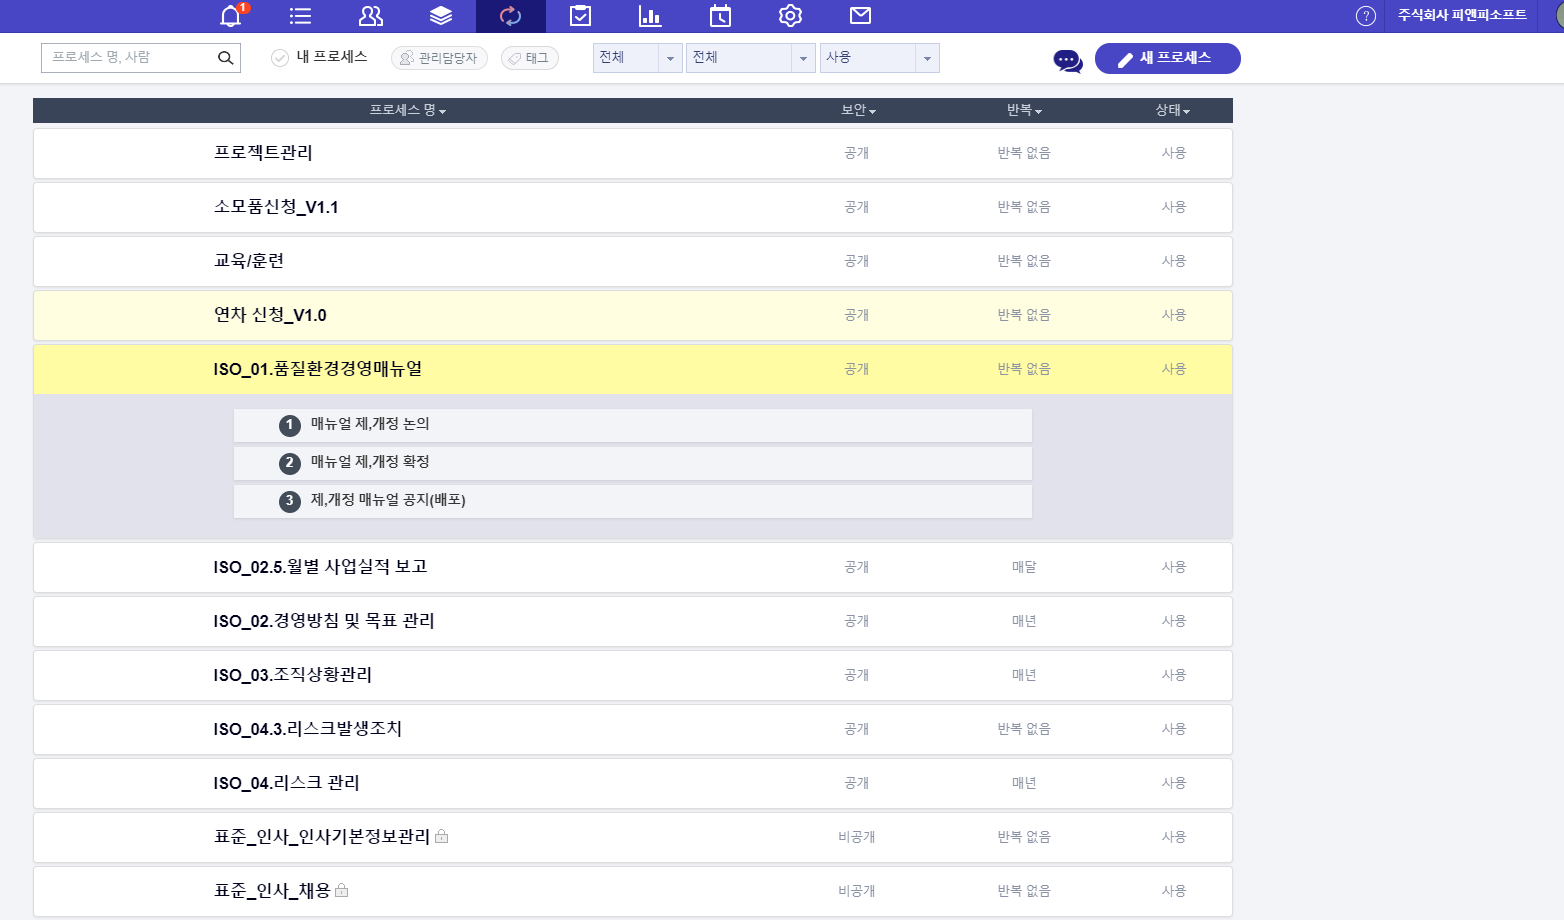 1
? 주식회사 피앤피소프트
프로세스 명, 사람 내 프로세스 관리담당자 태그 전체 전체 사용 새 프로세스
프로세스 명 보안 반복 상태
프로젝트관리 공개 반복 없음 사용
소모품신청_V1.1 공개 반복 없음 사용
교육/훈련 공개 반복 없음 사용
연차 신청_V1.0 공개 반복 없음 사용
ISO_01.품질환경경영매뉴얼 공개 반복 없음 사용
1 매뉴얼 제,개정 논의
2 매뉴얼 제,개정 확정
3 제,개정 매뉴얼 공지(배포)
ISO_02.5.월별 사업실적 보고 공개 매달 사용
ISO_02.경영방침 및 목표 관리 공개 매년 사용
ISO_03.조직상황관리 공개 매년 사용
ISO_04.3.리스크발생조치 공개 반복 없음 사용
ISO_04.리스크 관리 공개 매년 사용
표준_인사_인사기본정보관리 비공개 반복 없음 사용
표준_인사_채용 비공개 반복 없음 사용